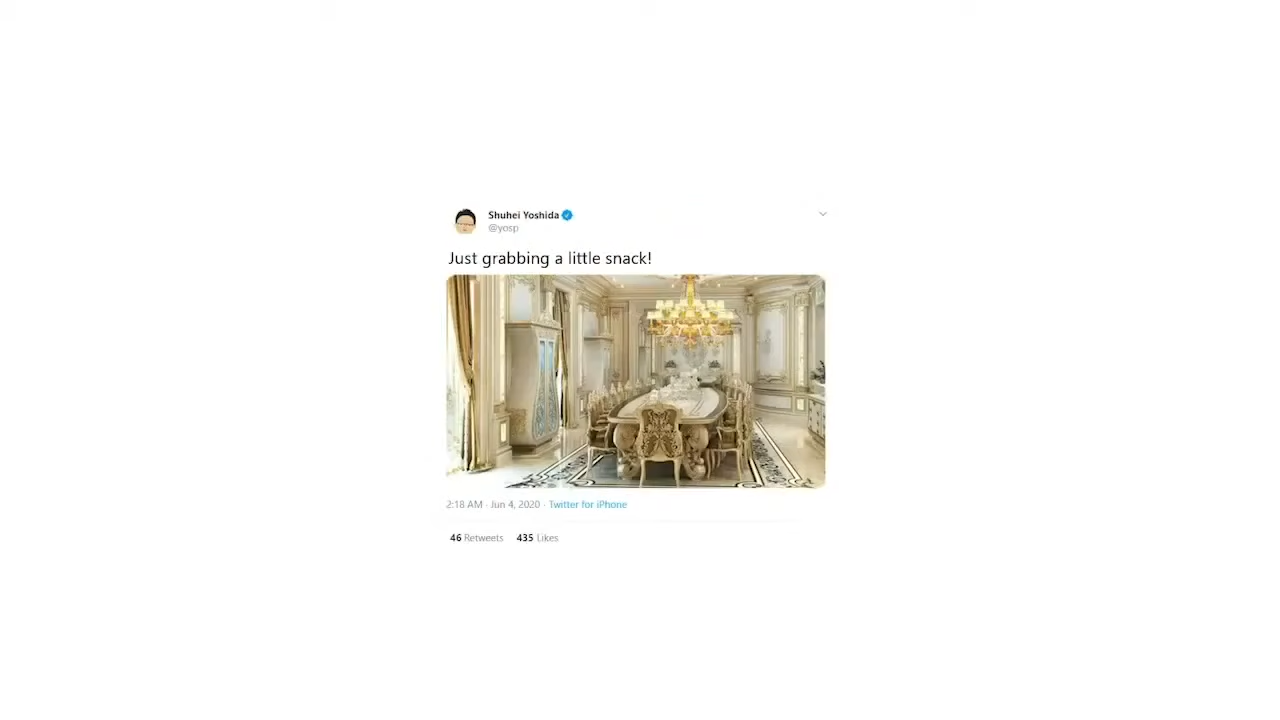 Shuhei Yoshida
@yosp
Just grabbing a little snack!
2:18 AM · Jun 4, 2020 · Twitter for iPhone
46 Retweets 435 Likes